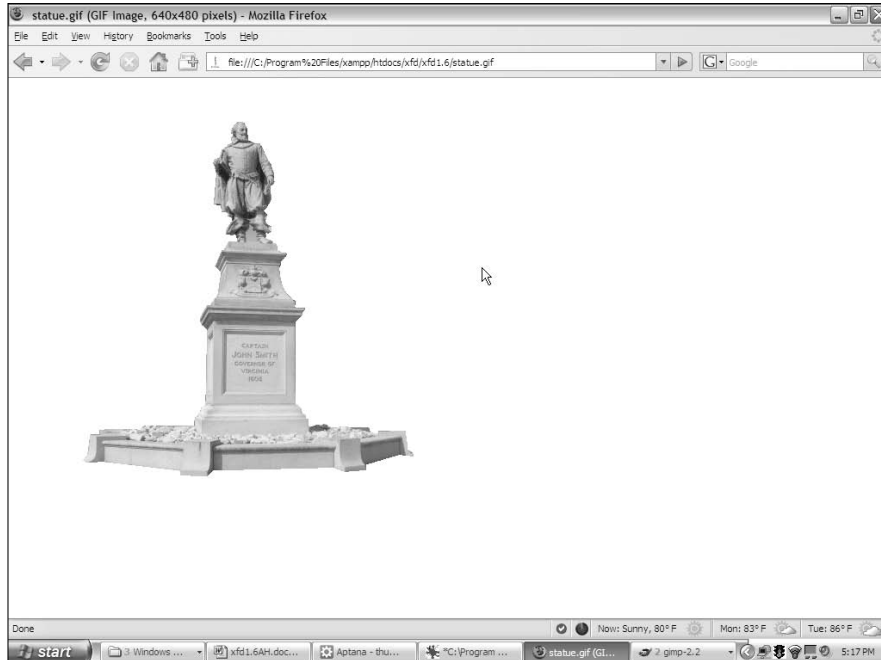 statue.gif (GIF Image, 640x480 pixels) - Mozilla Firefox
File Edit View History Bookmarks Tools Help
file:///C:/Program%20Files/xampp/htdocs/xfd/xfd1.6/statue.gif
G Google
CAPTAIN
JOHN SMITH
GOVERNOR OF
VIRGINIA
1608
Done Now: Sunny, 80° F Mon: 83° F Tue: 86° F
start 3 Windows ... xfd1.6AH.doc... Aptana - thu... "C:\Program ... statue.gif (GI... 2 gimp-2.2 5:17 PM